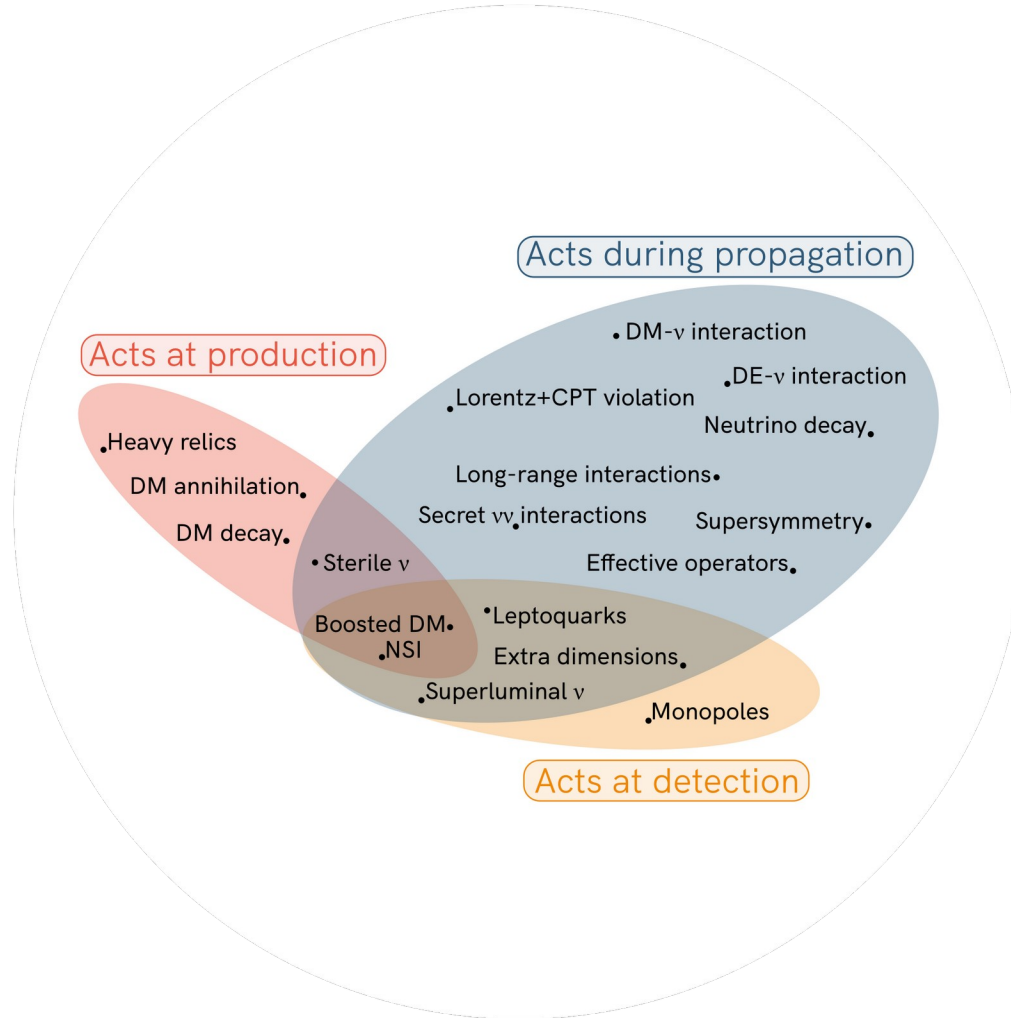 Acts during propagation
DM-ν interaction
DE-ν interaction
Lorentz+CPT violation
Neutrino decay
Long-range interactions
Secret νν interactions
Supersymmetry
Effective operators
Acts at production
Heavy relics
DM annihilation
DM decay
Sterile ν
Boosted DM
NSI
Leptoquarks
Extra dimensions
Superluminal ν
Monopoles
Acts at detection